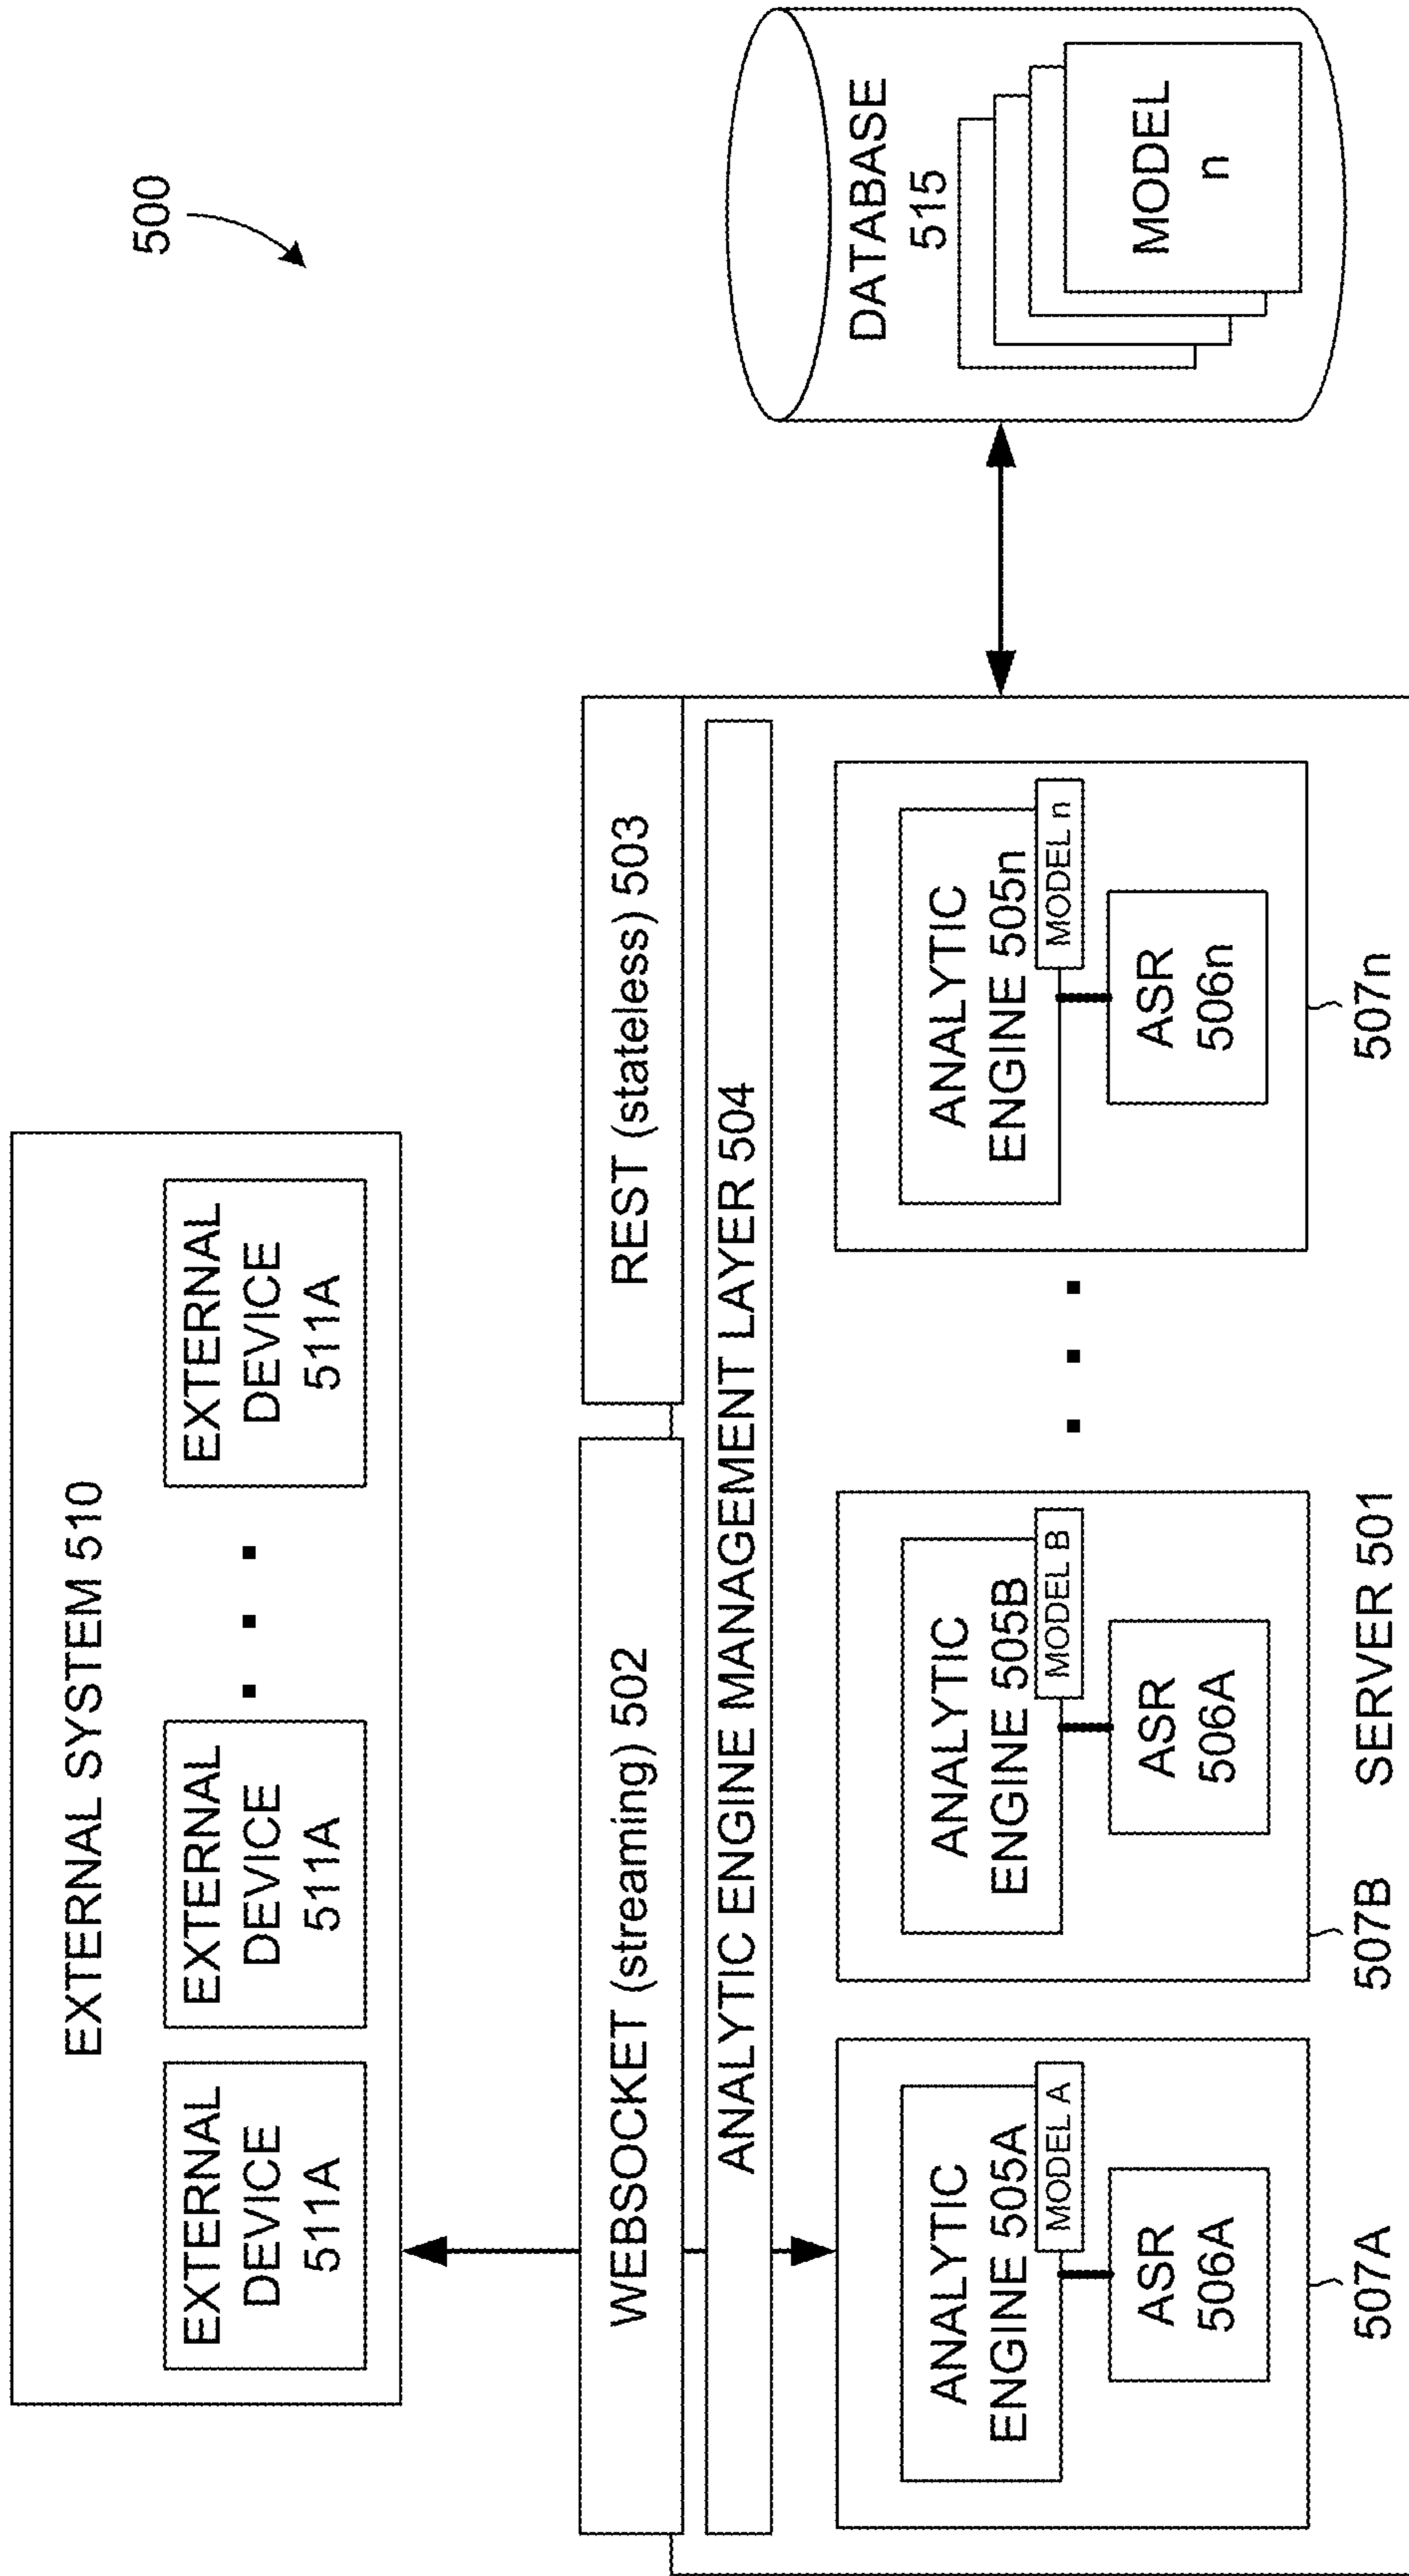 500
EXTERNAL SYSTEM 510
EXTERNAL
DEVICE
511A
EXTERNAL
DEVICE
511A
EXTERNAL
DEVICE
511A
WEBSOCKET (streaming) 502
REST (stateless) 503
ANALYTIC ENGINE MANAGEMENT LAYER 504
ANALYTIC
ENGINE 505A
MODEL A
ASR
506A
507A
ANALYTIC
ENGINE 505B
MODEL B
ASR
506A
507B
SERVER 501
ANALYTIC
ENGINE 505n
MODEL n
ASR
506n
507n
DATABASE
515
MODEL
n